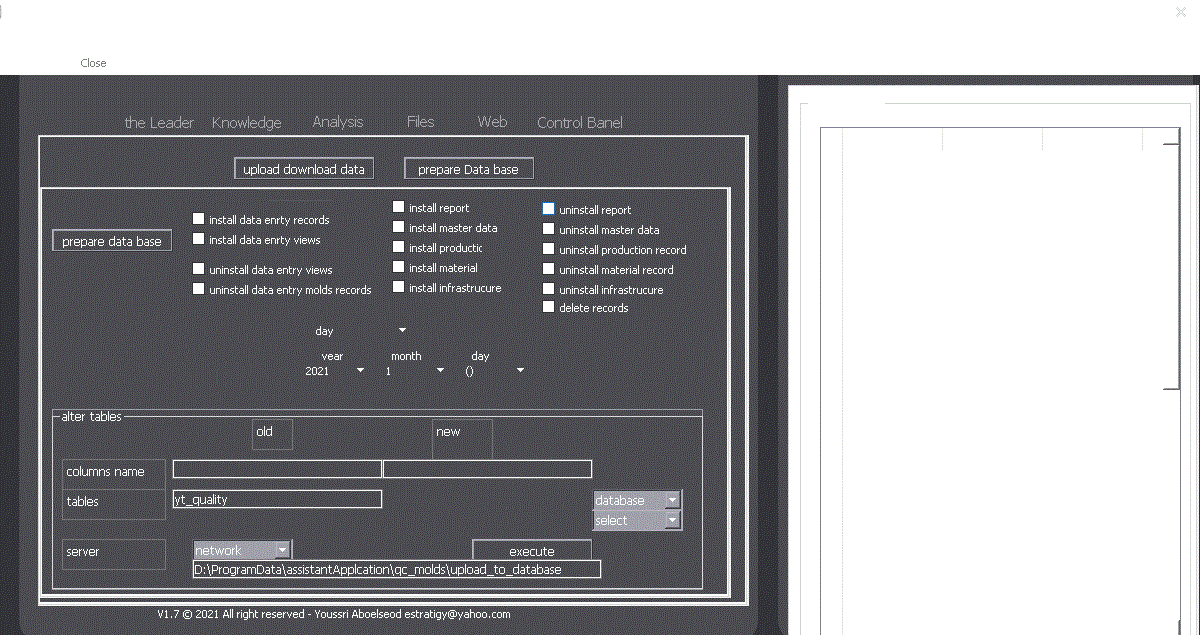 Close
the Leader Knowledge Analysis Files Web Control Banel
upload download data prepare Data base
prepare data base
install data enrty records
install data enrty views
uninstall data entry views
uninstall data entry molds records
install report
install master data
install productic
install material
install infrastrucure
uninstall report
uninstall master data
uninstall production record
uninstall material record
uninstall infrastrucure
delete records
day
year month day
2021 1 ()
alter tables
old new
columns name
tables yt_quality database
select
server network execute
D:\ProgramData\assistantApplcation\qc_molds\upload_to_database
V1.7 © 2021 All right reserved - Youssri Aboelseod estratigy@yahoo.com